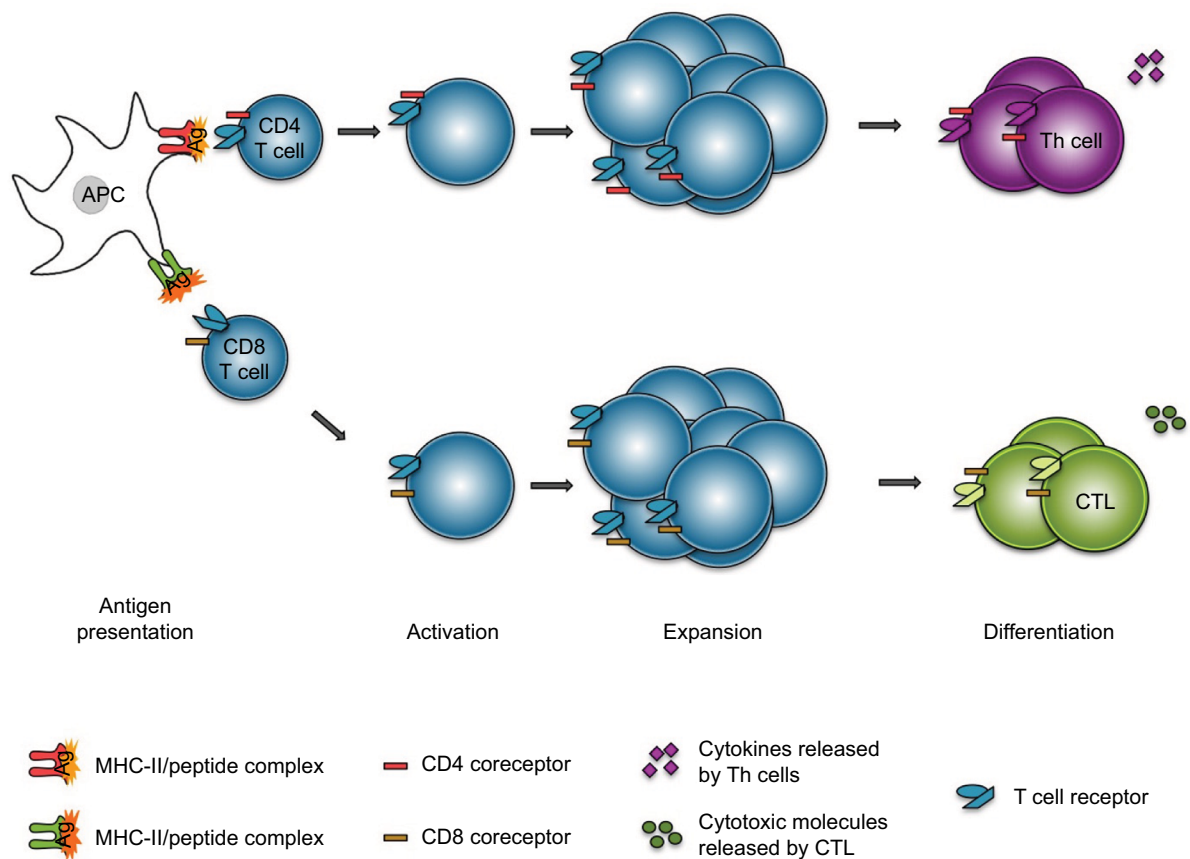 Ag
CD4
T cell
APC
Th cell
Ag
CD8
T cell
CTL
Antigen
presentation
Activation
Expansion
Differentiation
Ag
MHC-II/peptide complex
CD4 coreceptor
Cytokines released
by Th cells
T cell receptor
Ag
MHC-II/peptide complex
CD8 coreceptor
Cytotoxic molecules
released by CTL